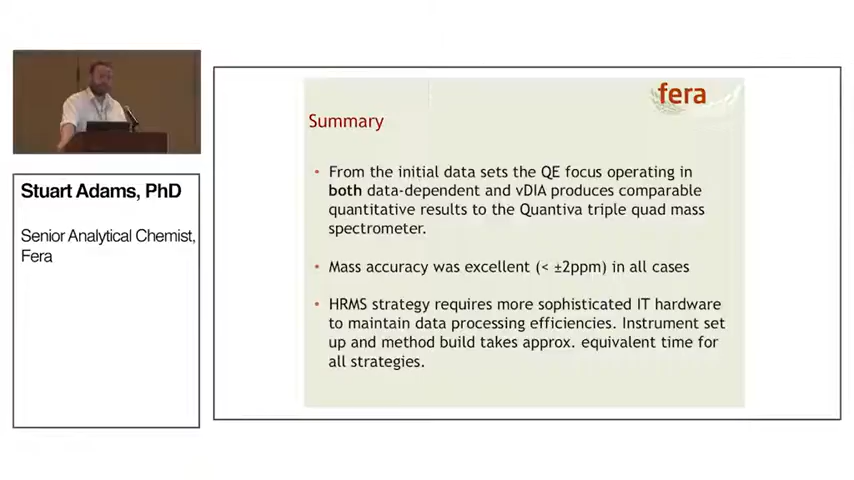 fera
Summary
• From the initial data sets the QE focus operating in
both data-dependent and vDIA produces comparable
quantitative results to the Quantiva triple quad mass
spectrometer.
• Mass accuracy was excellent (< ±2ppm) in all cases
• HRMS strategy requires more sophisticated IT hardware
to maintain data processing efficiencies. Instrument set
up and method build takes approx. equivalent time for
all strategies.
Stuart Adams, PhD
Senior Analytical Chemist,
Fera